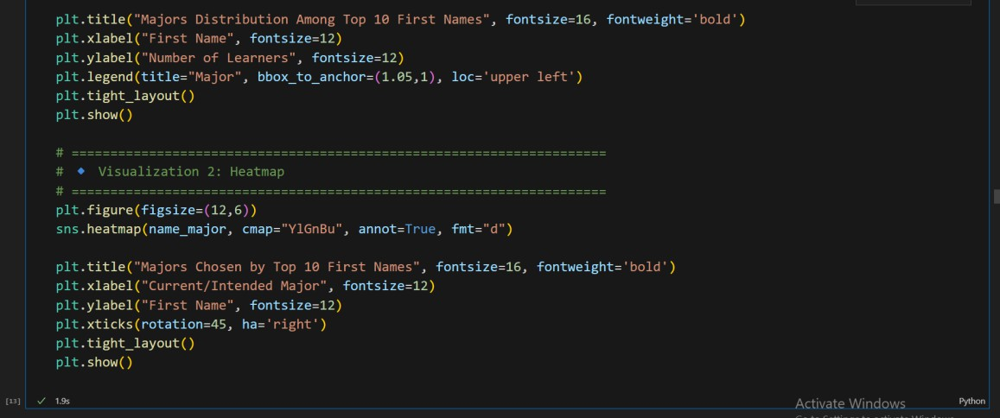 plt.title("Majors Distribution Among Top 10 First Names", fontsize=16, fontweight='bold')
plt.xlabel("First Name", fontsize=12)
plt.ylabel("Number of Learners", fontsize=12)
plt.legend(title="Major", bbox_to_anchor=(1.05,1), loc='upper left')
plt.tight_layout()
plt.show()
# =====================================================================
# 🔹 Visualization 2: Heatmap
# =====================================================================
plt.figure(figsize=(12,6))
sns.heatmap(name_major, cmap="YlGnBu", annot=True, fmt="d")
plt.title("Majors Chosen by Top 10 First Names", fontsize=16, fontweight='bold')
plt.xlabel("Current/Intended Major", fontsize=12)
plt.ylabel("First Name", fontsize=12)
plt.xticks(rotation=45, ha='right')
plt.tight_layout()
plt.show()
[13] ✓ 1.9s
Python
Activate Windows